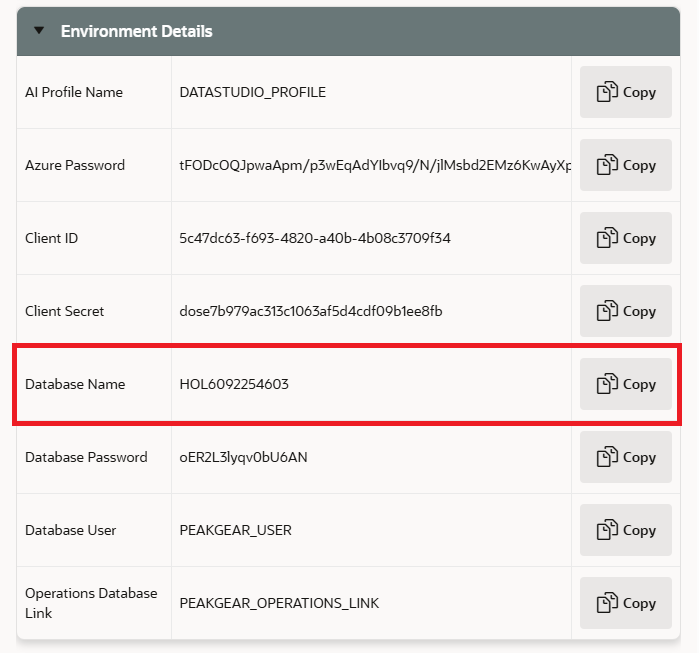 Environment Details
AI Profile Name DATASTUDIO_PROFILE Copy
Azure Password tFODcOQJpwaApm/p3wEqAdYIbvq9/N/jlMsbd2EMz6KwAyXp Copy
Client ID 5c47dc63-f693-4820-a40b-4b08c3709f34 Copy
Client Secret dose7b979ac313c1063af5d4cdf09b1ee8fb Copy
Database Name HOL6092254603 Copy
Database Password oER2L3lyqv0bU6AN Copy
Database User PEAKGEAR_USER Copy
Operations Database
Link PEAKGEAR_OPERATIONS_LINK Copy